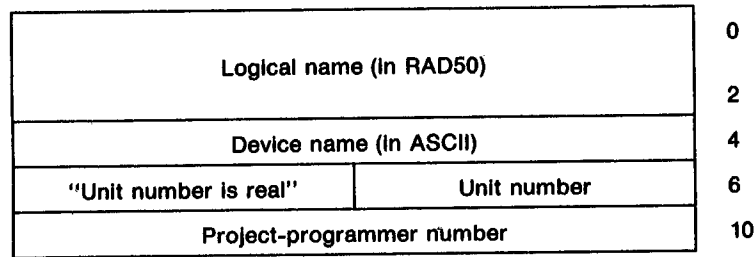 0
Logical name (in RAD50)
2
Device name (in ASCII) 4
"Unit number is real" Unit number 6
Project-programmer number 10